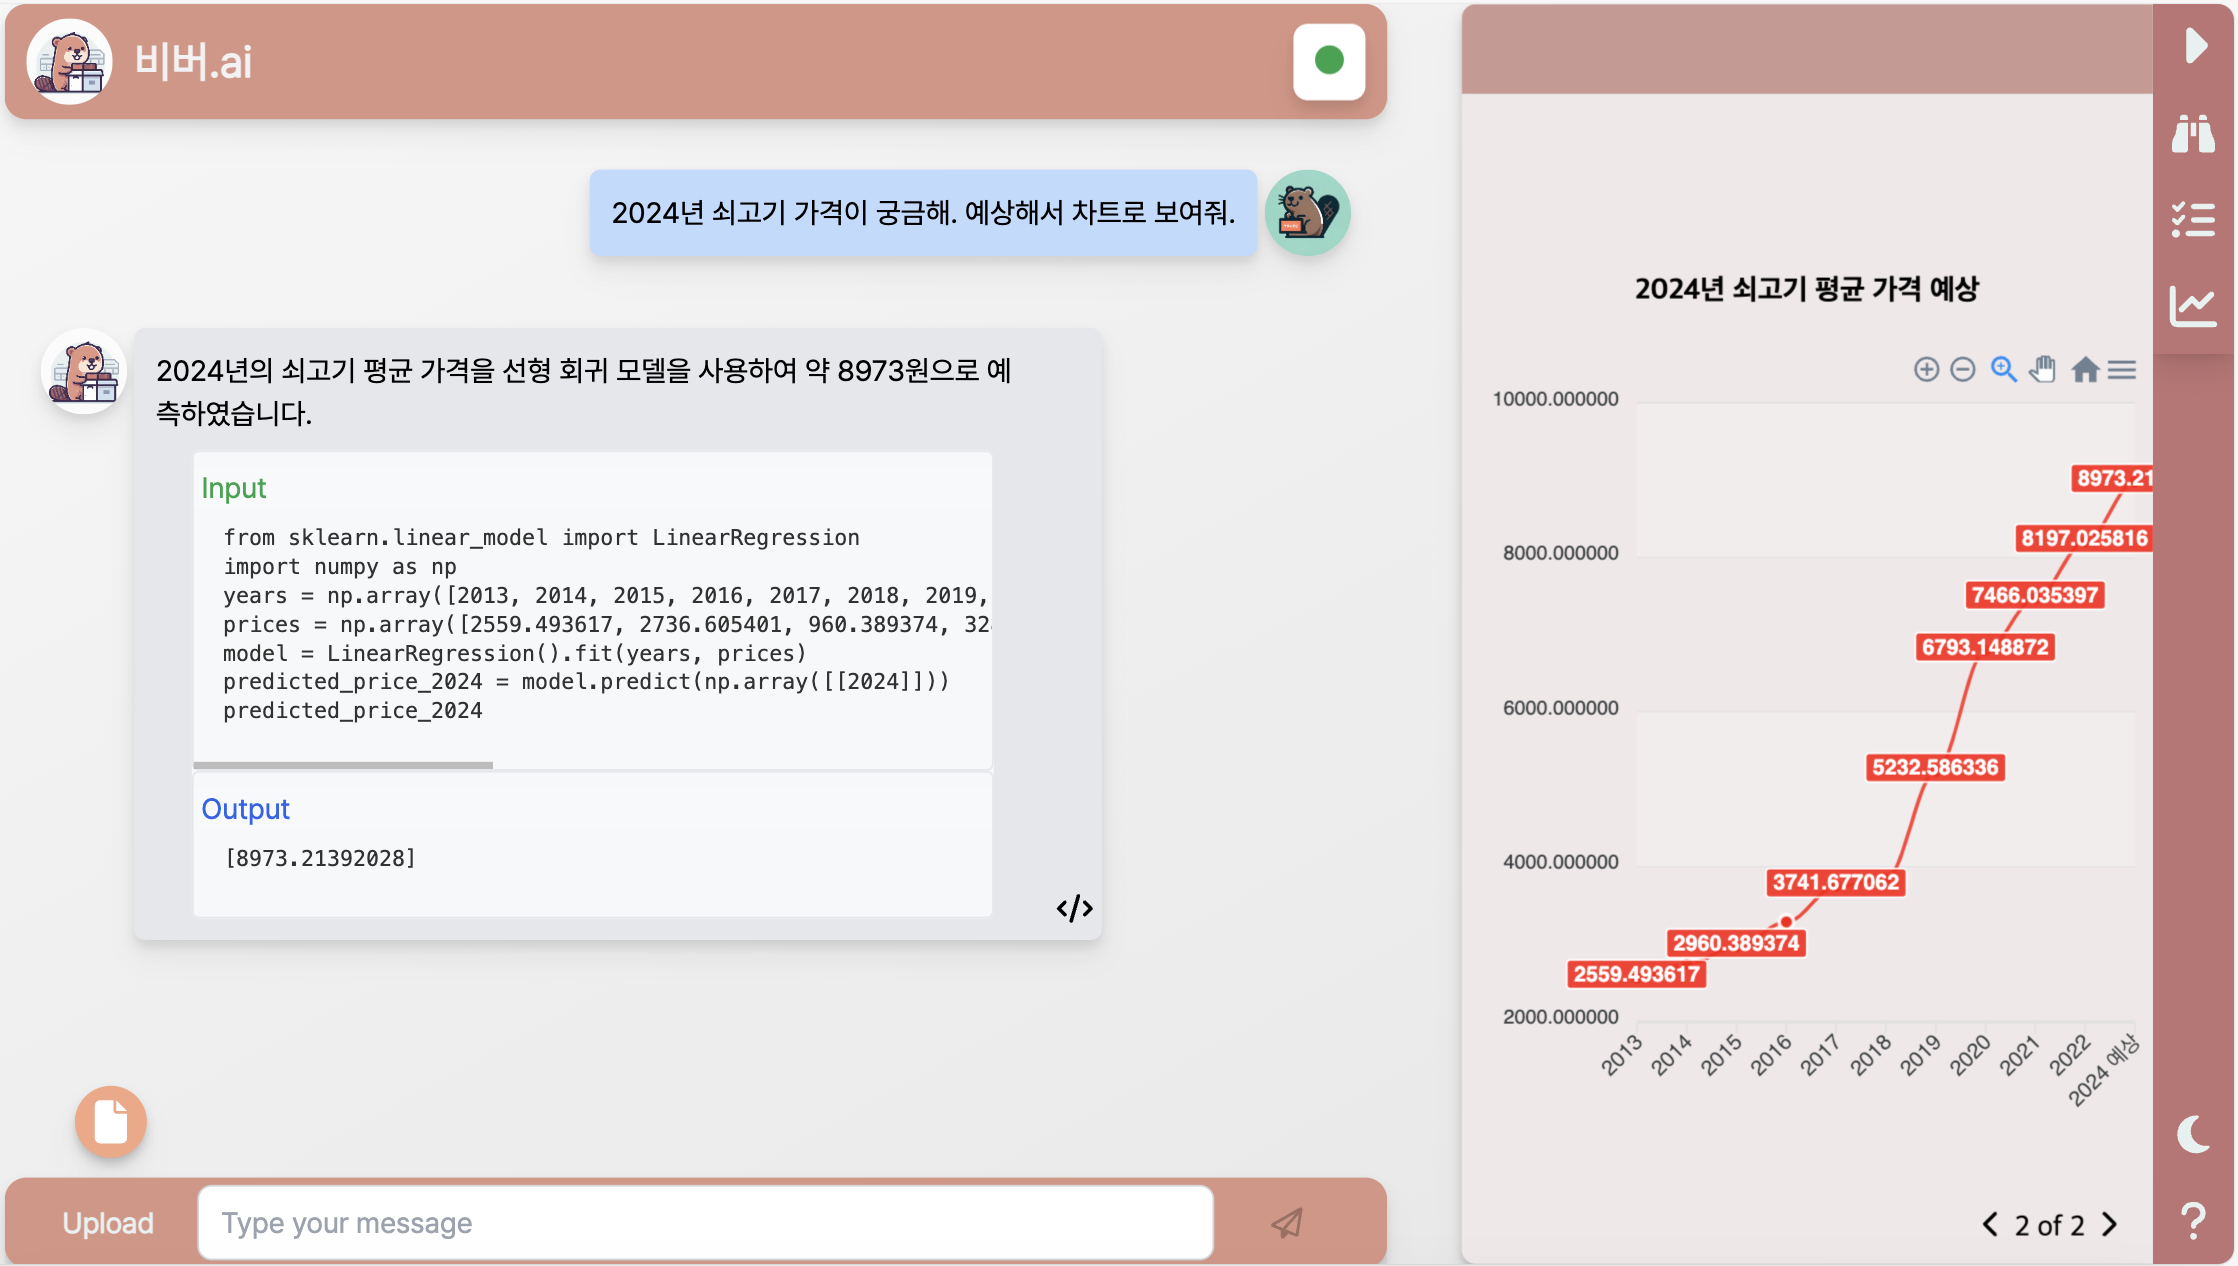 비버.ai
2024년 쇠고기 가격이 궁금해. 예상해서 차트로 보여줘.
2024년의 쇠고기 평균 가격을 선형 회귀 모델을 사용하여 약 8973원으로 예
측하였습니다.
Input
from sklearn.linear_model import LinearRegression
import numpy as np
years = np.array([2013, 2014, 2015, 2016, 2017, 2018, 2019,
prices = np.array([2559.493617, 2736.605401, 960.389374, 32
model = LinearRegression().fit(years, prices)
predicted_price_2024 = model.predict(np.array([[2024]]))
predicted_price_2024
Output
[8973.21392028]
</>
Upload
Type your message
2024년 쇠고기 평균 가격 예상
10000.000000
8000.000000
6000.000000
4000.000000
2000.000000
8973.21
8197.025816
7466.035397
6793.148872
5232.586336
3741.677062
2960.389374
2559.493617
2013
2014
2015
2016
2017
2018
2019
2020
2021
2022
2024 예상
2 of 2
?